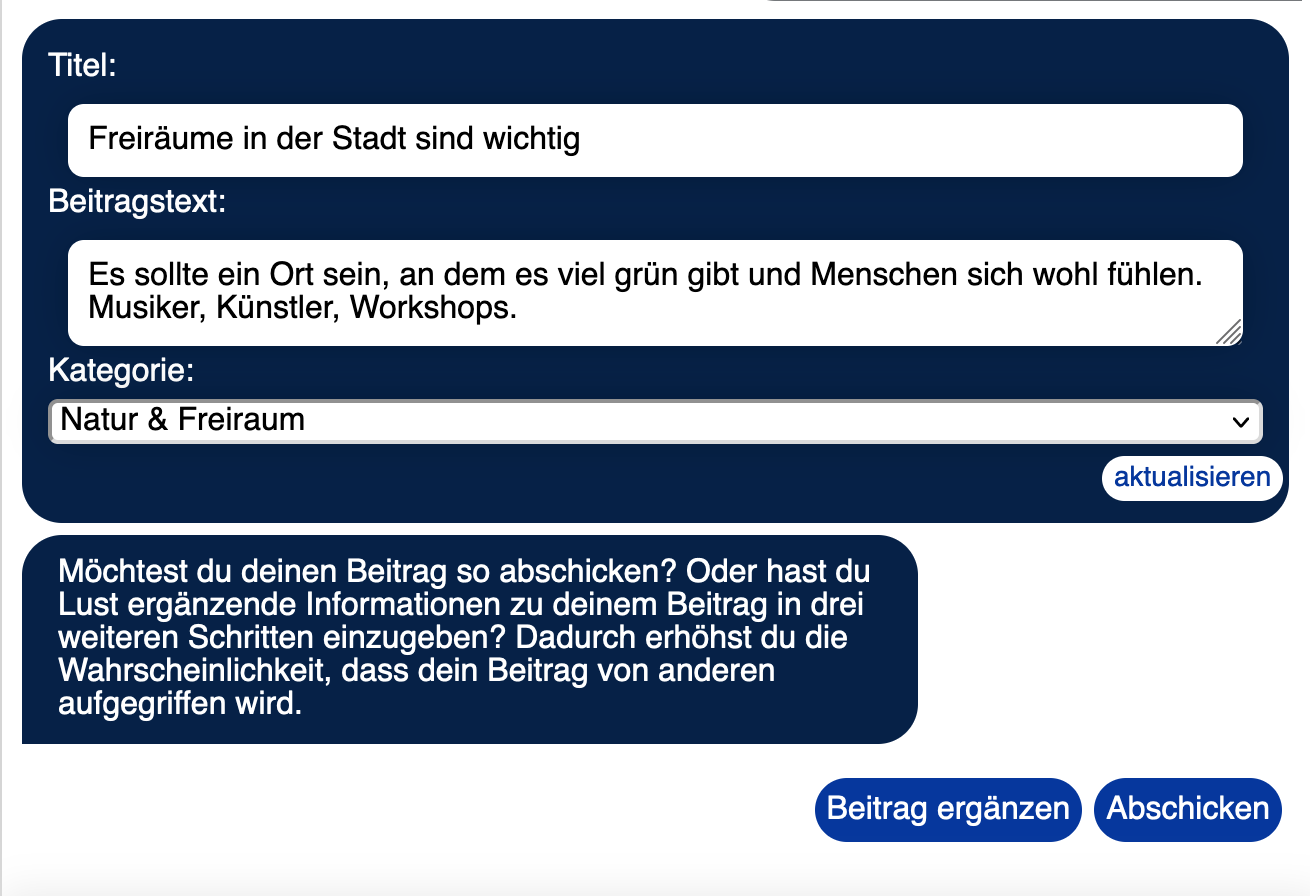 Titel:
Freiräume in der Stadt sind wichtig
Beitragstext:
Es sollte ein Ort sein, an dem es viel grün gibt und Menschen sich wohl fühlen.
Musiker, Künstler, Workshops.
Kategorie:
Natur & Freiraum
aktualisieren
Möchtest du deinen Beitrag so abschicken? Oder hast du
Lust ergänzende Informationen zu deinem Beitrag in drei
weiteren Schritten einzugeben? Dadurch erhöhst du die
Wahrscheinlichkeit, dass dein Beitrag von anderen
aufgegriffen wird.
Beitrag ergänzen
Abschicken